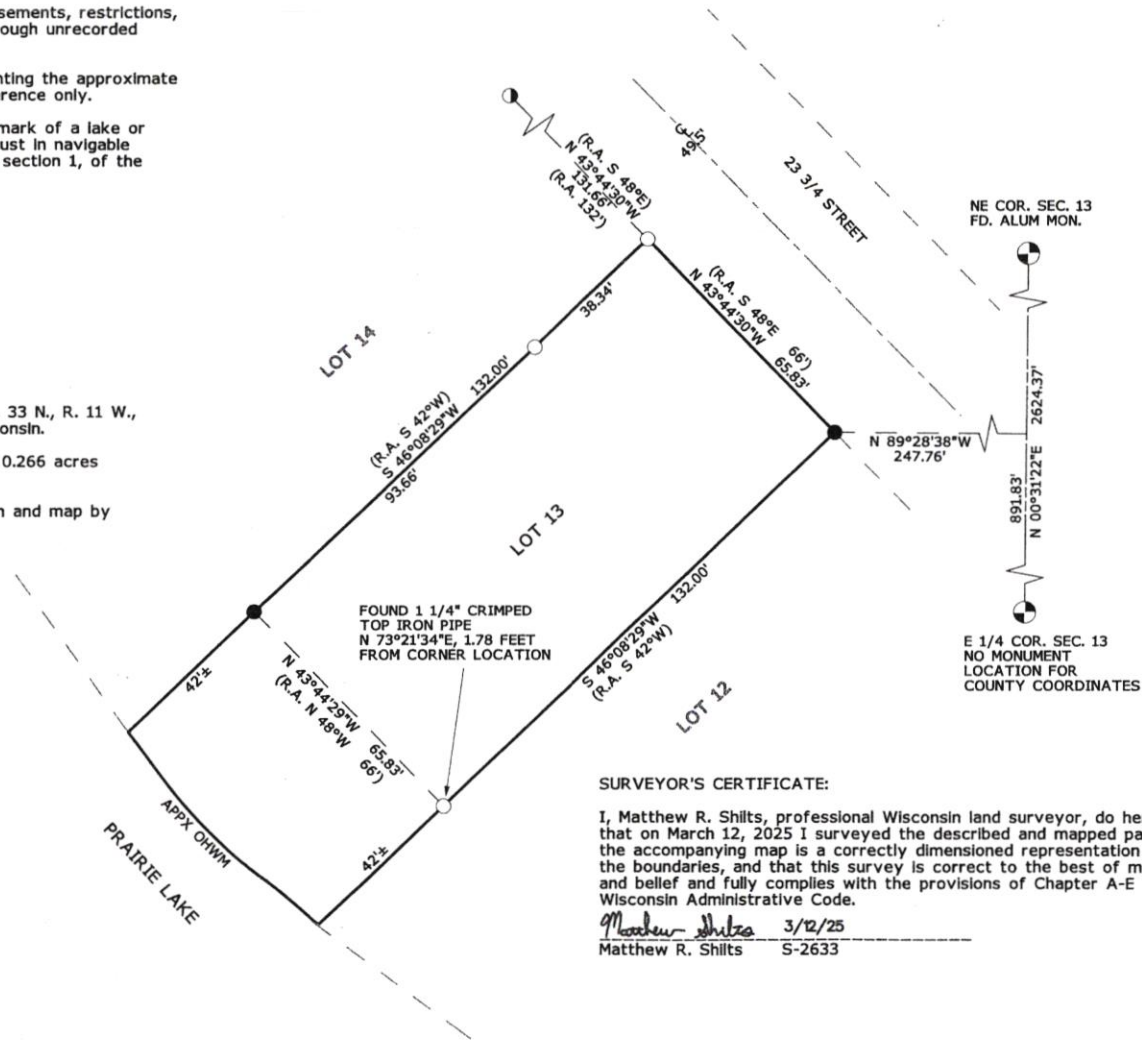 sements, restrictions,
ough unrecorded
nting the approximate
rence only.
mark of a lake or
ust in navigable
section 1, of the
(R.A. S 48°E)
N 43°44'30"W
131.66'
(R.A. 132')
49.5
23 3/4 STREET
NE COR. SEC. 13
FD. ALUM MON.
(R.A. S 48°E 66')
N 43°44'30"W 65.83'
38.34'
LOT 14
(R.A. S 42°W)
S 46°08'29"W 132.00'
93.66'
33 N., R. 11 W.,
onsin.
0.266 acres
n and map by
N 89°28'38"W
247.76'
891.83'
N 00°31'22"E 2624.37'
LOT 13
FOUND 1 1/4" CRIMPED
TOP IRON PIPE
N 73°21'34"E, 1.78 FEET
FROM CORNER LOCATION
E 1/4 COR. SEC. 13
NO MONUMENT
LOCATION FOR
COUNTY COORDINATES
S 46°08'29"W 132.00'
(R.A. S 42°W)
LOT 12
42'±
N 43°44'29"W 65.83'
(R.A. N 48°W 66')
42'±
APPX OHWM
PRAIRIE LAKE
SURVEYOR'S CERTIFICATE:
I, Matthew R. Shilts, professional Wisconsin land surveyor, do he
that on March 12, 2025 I surveyed the described and mapped pa
the accompanying map is a correctly dimensioned representation
the boundaries, and that this survey is correct to the best of m
and belief and fully complies with the provisions of Chapter A-E
Wisconsin Administrative Code.
Matthew Shilts 3/12/25
Matthew R. Shilts S-2633